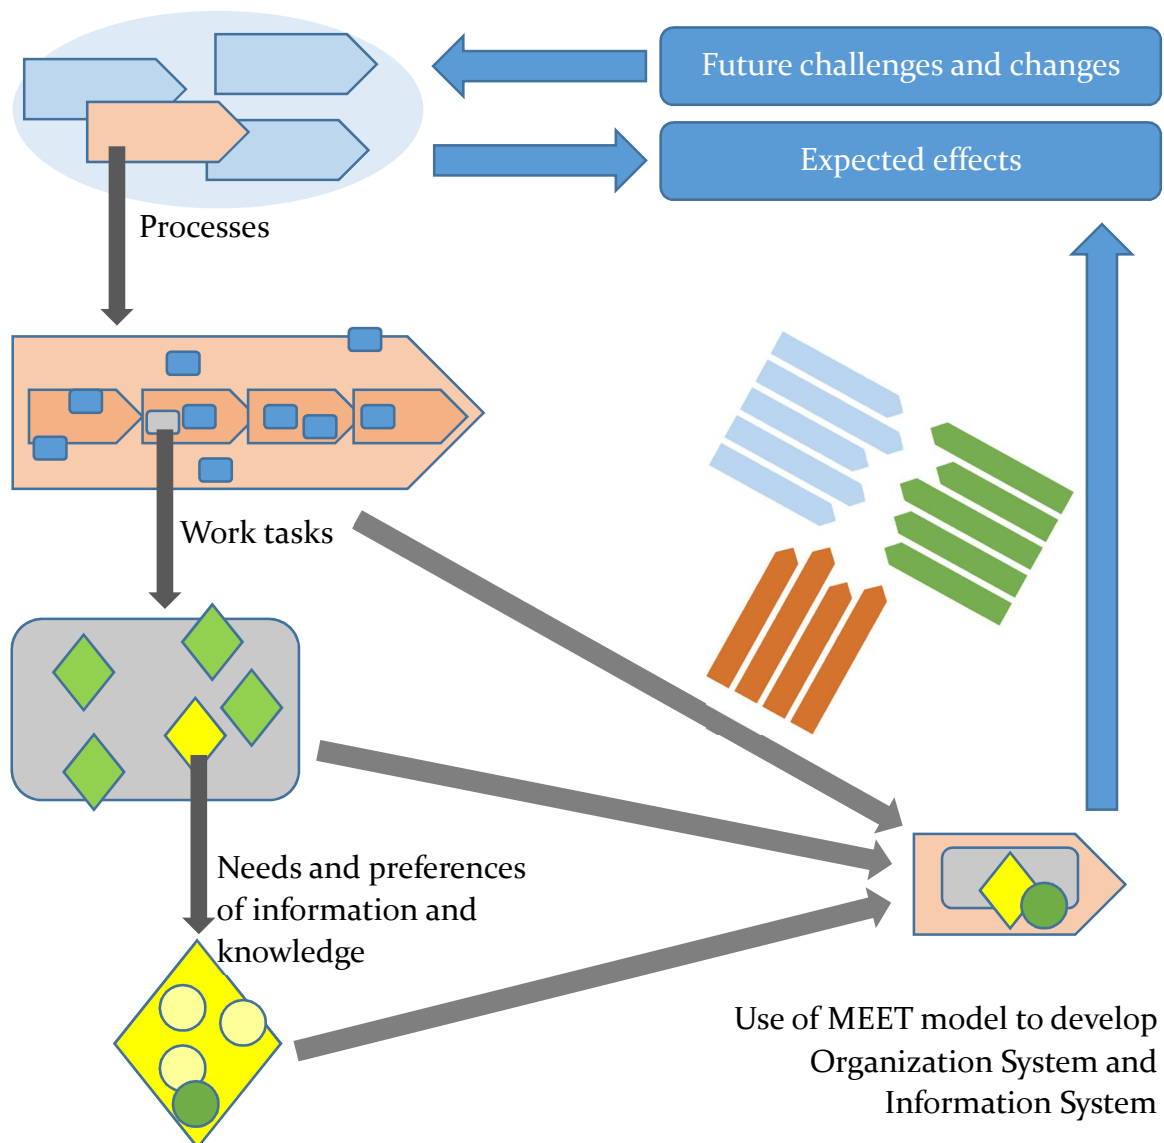 Future challenges and changes
Expected effects
Processes
Work tasks
Needs and preferences
of information and
knowledge
Use of MEET model to develop
Organization System and
Information System